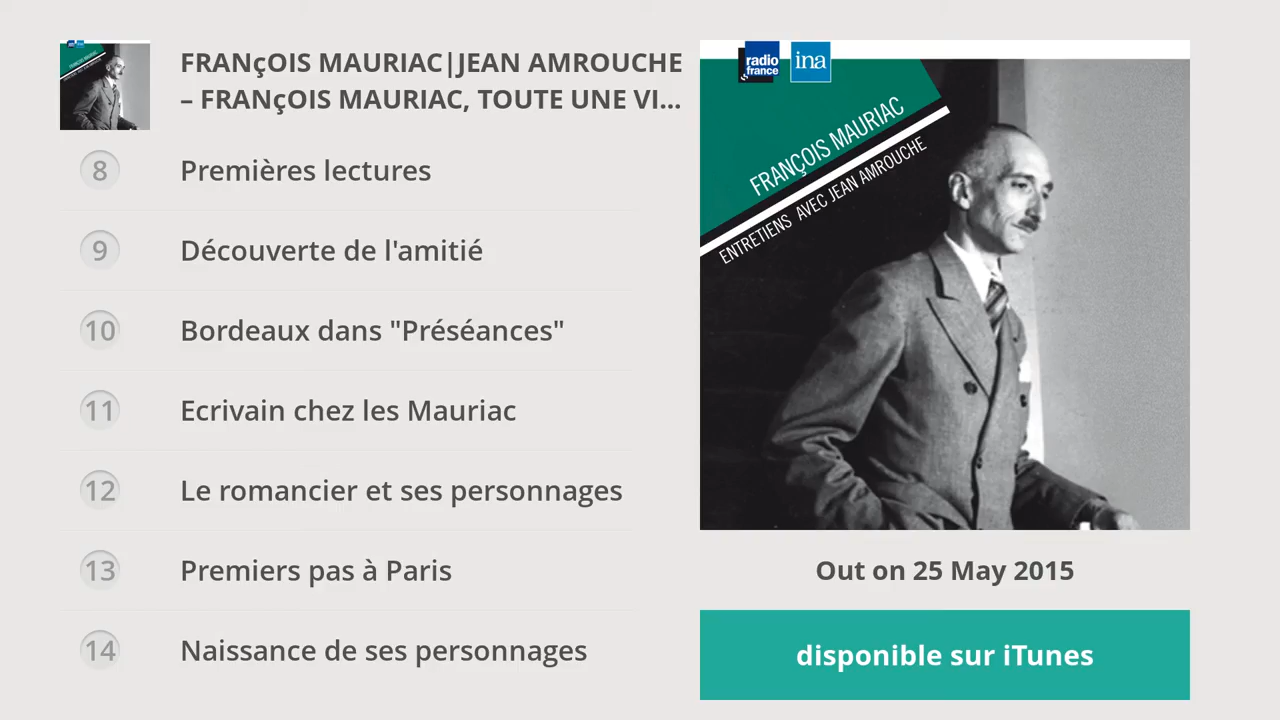 FRANçOIS MAURIAC|JEAN AMROUCHE
– FRANçOIS MAURIAC, TOUTE UNE VI...
8 Premières lectures
9 Découverte de l'amitié
10 Bordeaux dans "Préséances"
11 Ecrivain chez les Mauriac
12 Le romancier et ses personnages
13 Premiers pas à Paris
14 Naissance de ses personnages
radio
france
ina
FRANÇOIS MAURIAC
ENTRETIENS AVEC JEAN AMROUCHE
Out on 25 May 2015
disponible sur iTunes